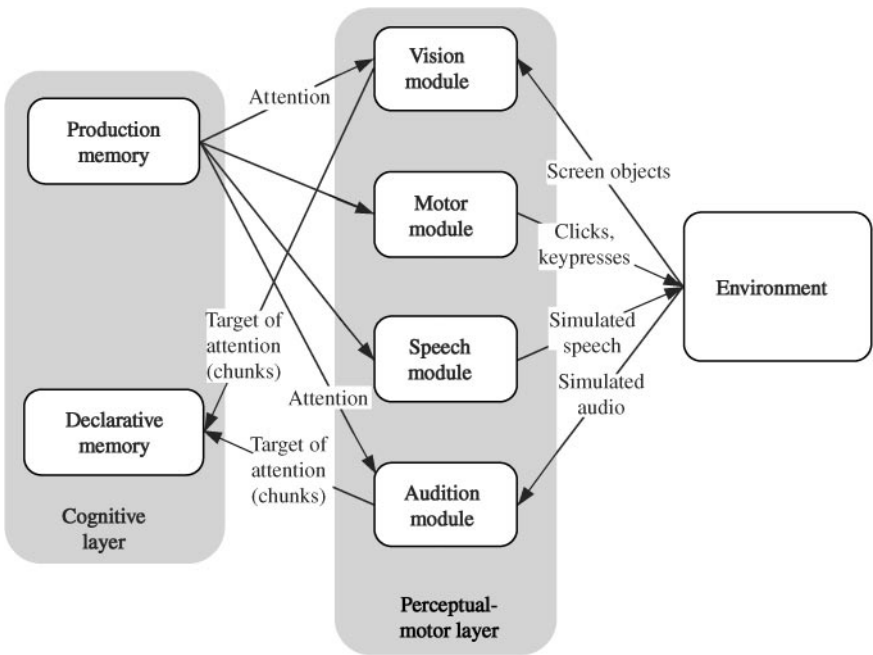 Vision
module
Attention
Production
memory
Screen objects
Motor
module
Clicks,
keypresses
Environment
Target of
attention
(chunks)
Speech
module
Simulated
speech
Simulated
audio
Attention
Declarative
memory
Target of
attention
(chunks)
Audition
module
Cognitive
layer
Perceptual-
motor layer